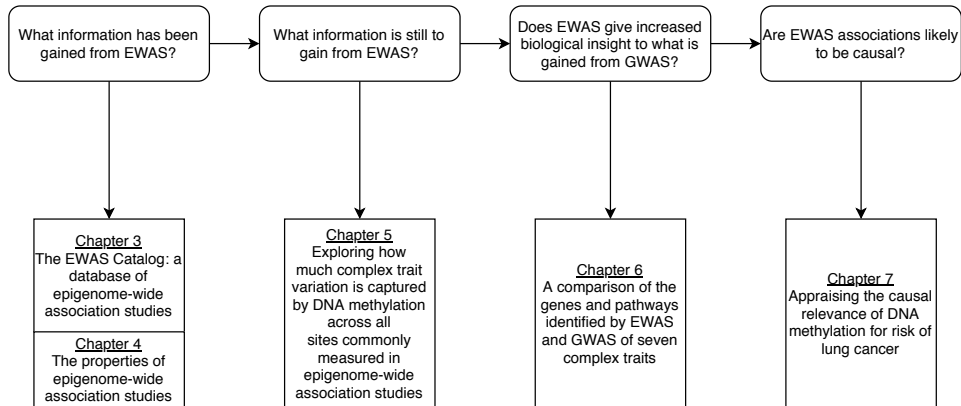 What information has been
gained from EWAS?
What information is still to
gain from EWAS?
Does EWAS give increased
biological insight to what is
gained from GWAS?
Are EWAS associations likely
to be causal?
Chapter 3
The EWAS Catalog: a
database of
epigenome-wide
association studies
Chapter 4
The properties of
epigenome-wide
association studies
Chapter 5
Exploring how
much complex trait
variation is captured
by DNA methylation
across all
sites commonly
measured in
epigenome-wide
association studies
Chapter 6
A comparison of the
genes and pathways
identified by EWAS
and GWAS of seven
complex traits
Chapter 7
Appraising the causal
relevance of DNA
methylation for risk of
lung cancer